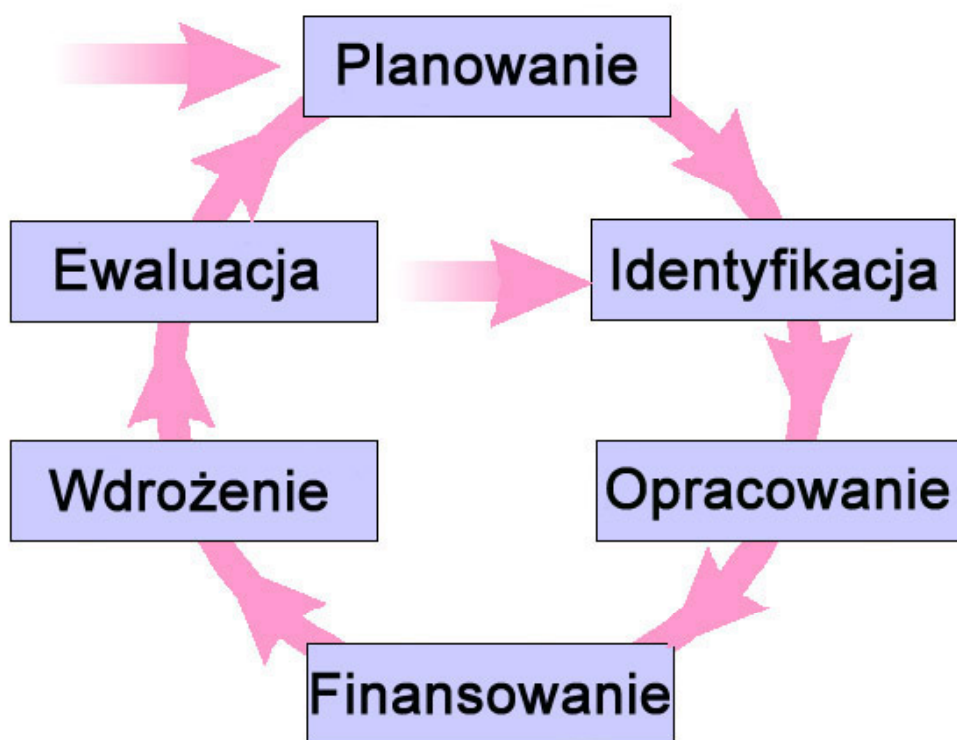 Planowanie
Identyfikacja
Opracowanie
Finansowanie
Wdrożenie
Ewaluacja